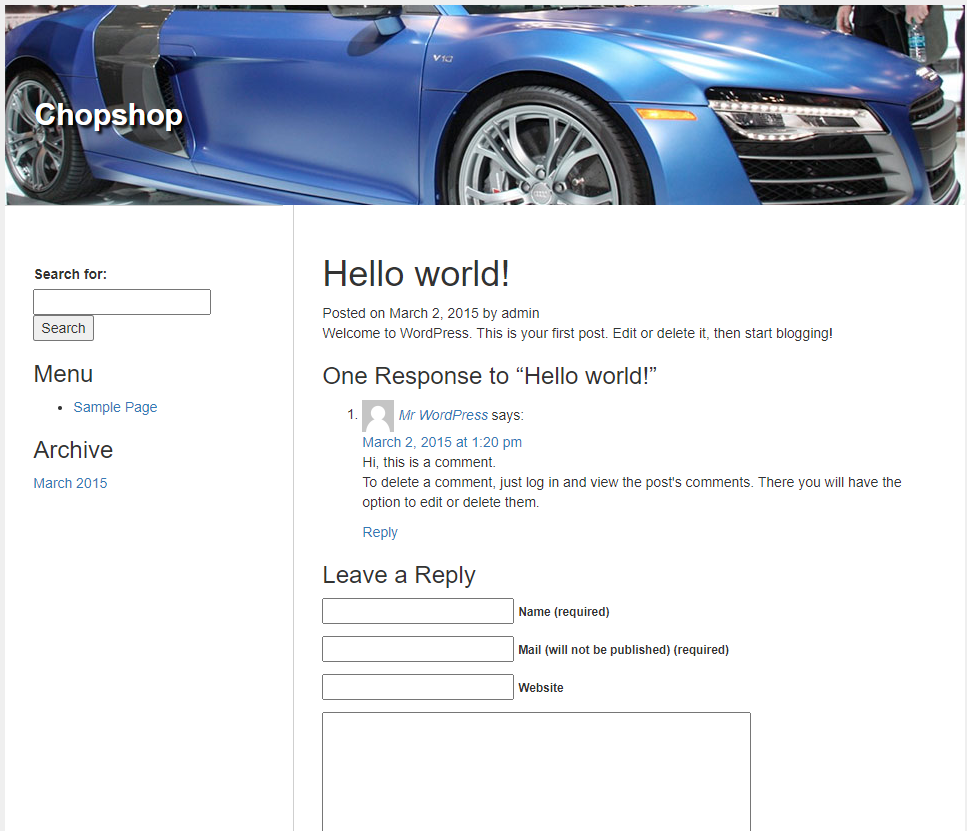 V10
Chopshop
Search for:
Search
Menu
Sample Page
Archive
March 2015
Hello world!
Posted on March 2, 2015 by admin
Welcome to WordPress. This is your first post. Edit or delete it, then start blogging!
One Response to “Hello world!”
1. Mr WordPress says:
March 2, 2015 at 1:20 pm
Hi, this is a comment.
To delete a comment, just log in and view the post's comments. There you will have the
option to edit or delete them.
Reply
Leave a Reply
Name (required)
Mail (will not be published) (required)
Website